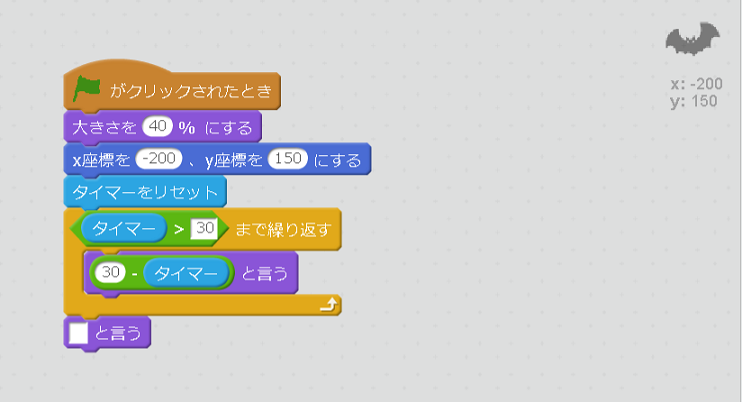 がクリックされたとき
x: -200
y: 150
大きさを 40 % にする
x座標を -200 、y座標を 150 にする
タイマーをリセット
タイマー > 30 まで繰り返す
30 - タイマー と言う
と言う